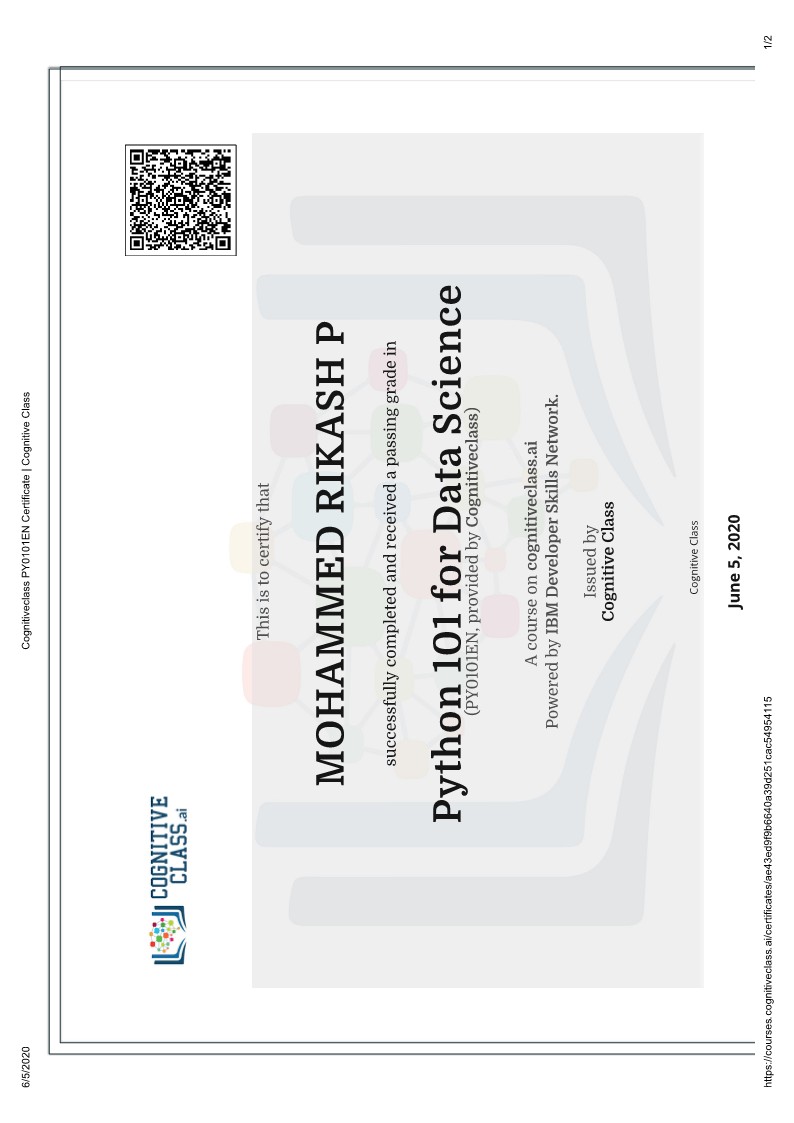 6/5/2020
Cognitiveclass PY0101EN Certificate | Cognitive Class
COGNITIVE
CLASS.ai
This is to certify that
MOHAMMED RIKASH P
successfully completed and received a passing grade in
Python 101 for Data Science
(PY0101EN, provided by Cognitiveclass)
A course on cognitiveclass.ai
Powered by IBM Developer Skills Network.
Issued by
Cognitive Class
Cognitive Class
June 5, 2020
https://courses.cognitiveclass.ai/certificates/ae43ed9f9b6640a39d251cac54954115
1/2